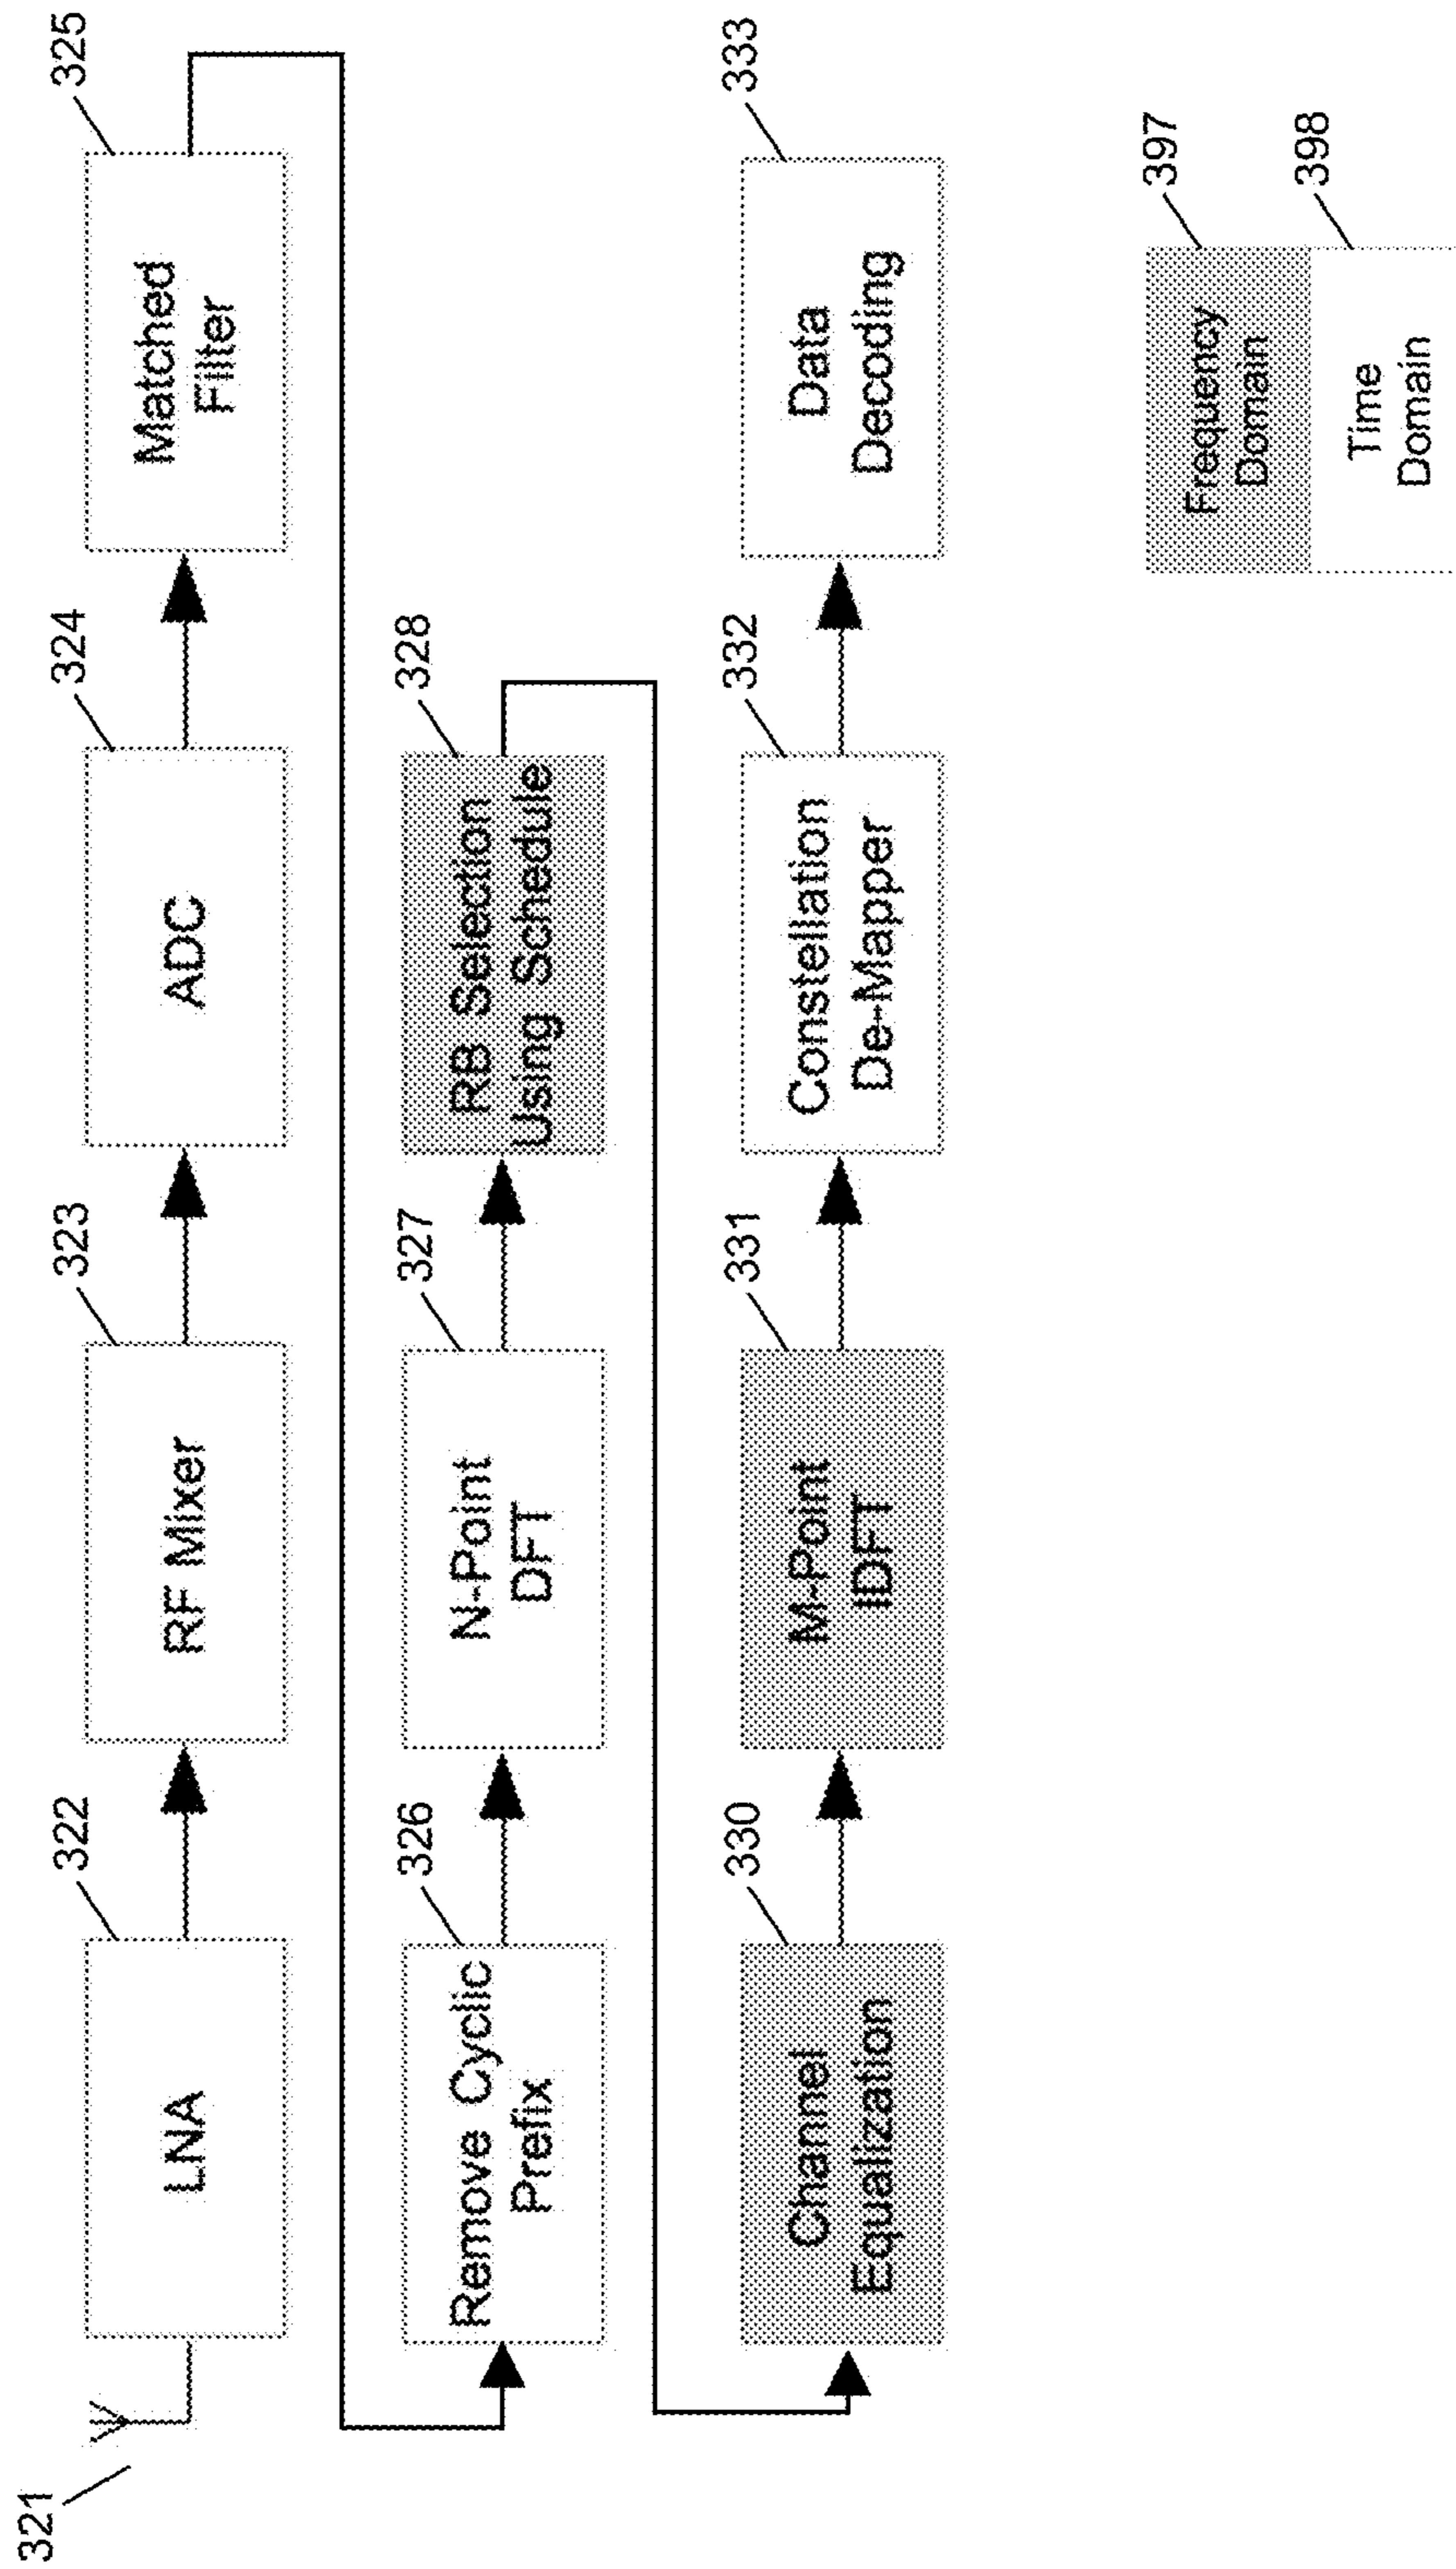 321
322
LNA
323
RF Mixer
324
ADC
325
Matched
Filter
326
Remove Cyclic
Prefix
327
N-Point
DFT
328
RB Selection
Using Schedule
330
Channel
Equalization
331
M-Point
IDFT
332
Constellation
De-Mapper
333
Data
Decoding
397
Frequency
Domain
398
Time
Domain